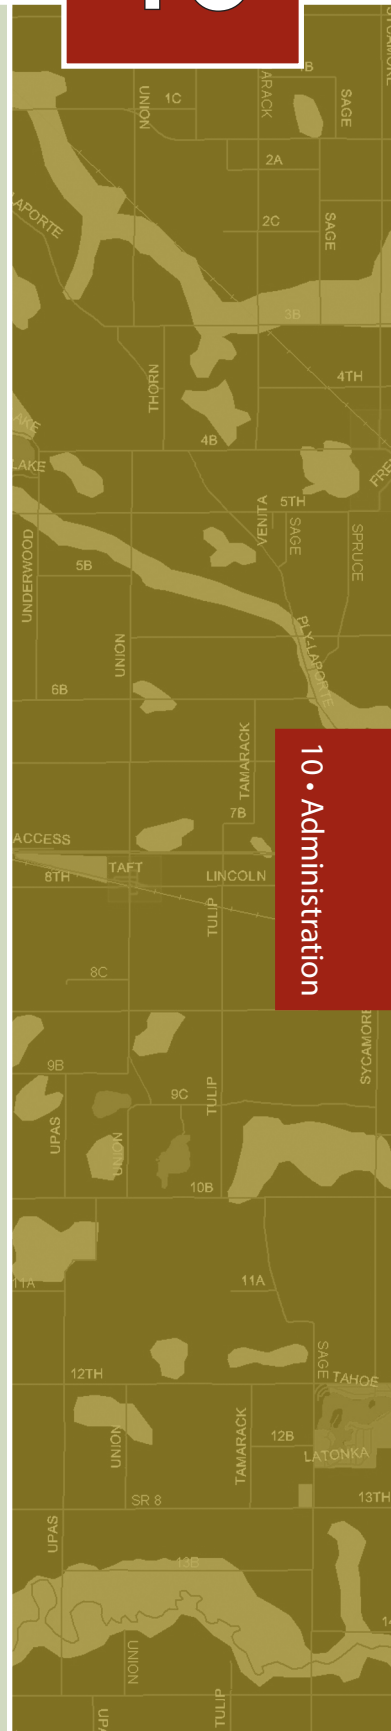 UNION
1C
SAGE
2A
LAPORTE
2C
SAGE
3B
THORN
4TH
4B
LAKE
5TH
VENITA
SAGE
SPRUCE
UNDERWOOD
5B
UNION
PLY-LAPORTE
6B
TAMARACK
7B
10 • Administration
ACCESS
TAFT
8TH
LINCOLN
TULIP
8C
SYCAMORE
9B
9C
TULIP
UPAS
UNION
10B
11A
11A
SAGE
12TH
TAHOE
UNION
TAMARACK
12B
LATONKA
SR 8
13TH
UPAS
13B
UNION
TULIP